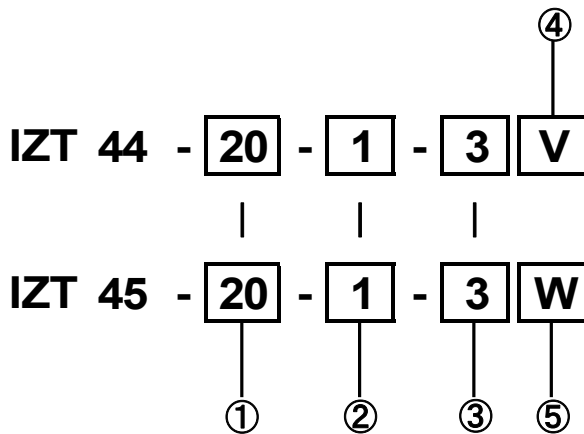 ④
IZT 44 - 20 - 1 - 3 V
IZT 45 - 20 - 1 - 3 W
① ② ③ ⑤